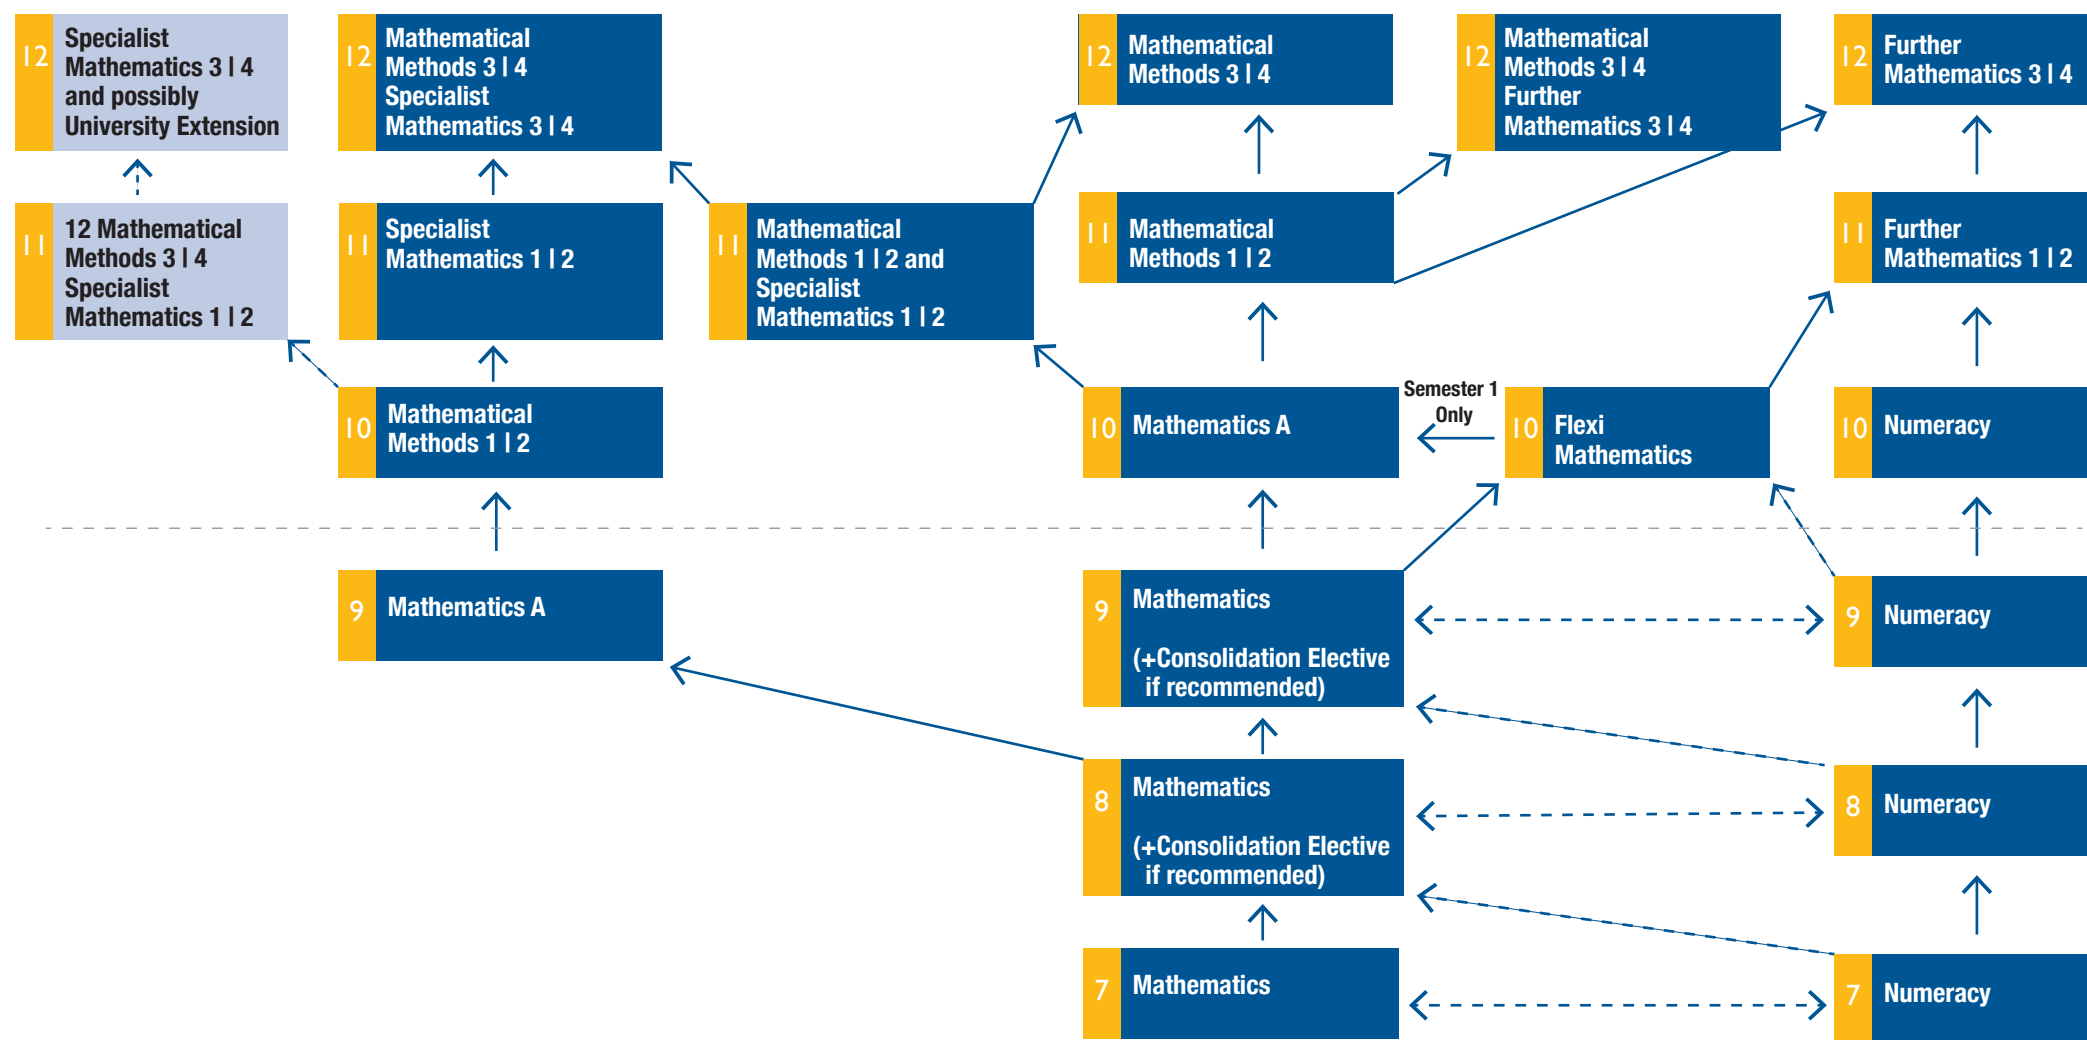 12
Specialist
Mathematics 3 | 4
and possibly
University Extension
12
Mathematical
Methods 3 | 4
Specialist
Mathematics 3 | 4
12
Mathematical
Methods 3 | 4
12
Mathematical
Methods 3 | 4
Further
Mathematics 3 | 4
12
Further
Mathematics 3 | 4
11
12 Mathematical
Methods 3 | 4
Specialist
Mathematics 1 | 2
11
Specialist
Mathematics 1 | 2
11
Mathematical
Methods 1 | 2 and
Specialist
Mathematics 1 | 2
11
Mathematical
Methods 1 | 2
11
Further
Mathematics 1 | 2
10
Mathematical
Methods 1 | 2
10
Mathematics A
Semester 1
Only
10
Flexi
Mathematics
10
Numeracy
9
Mathematics A
9
Mathematics
(+Consolidation Elective
if recommended)
9
Numeracy
8
Mathematics
(+Consolidation Elective
if recommended)
8
Numeracy
7
Mathematics
7
Numeracy